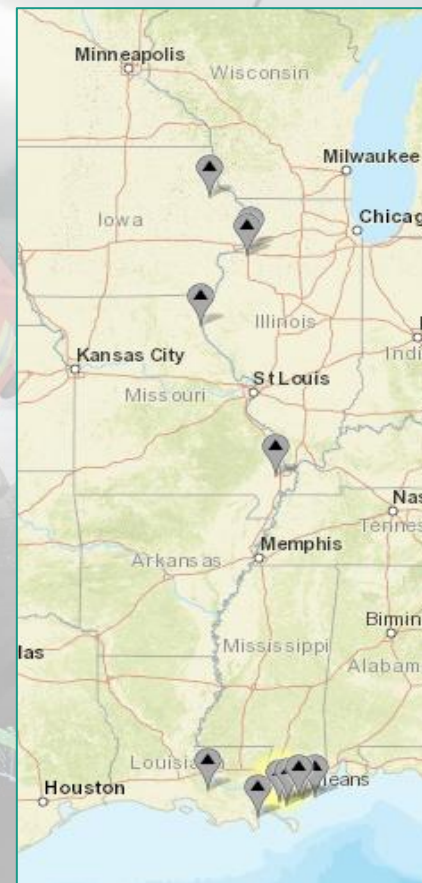 Minneapolis
Wisconsin
Milwaukee
Iowa
Chicag
Illinois
Kansas City
Indi
St Louis
Missouri
Nas
Tennes
Memphis
Arkansas
Birmin
las
Mississippi
Alabam
Louisia
leans
Houston